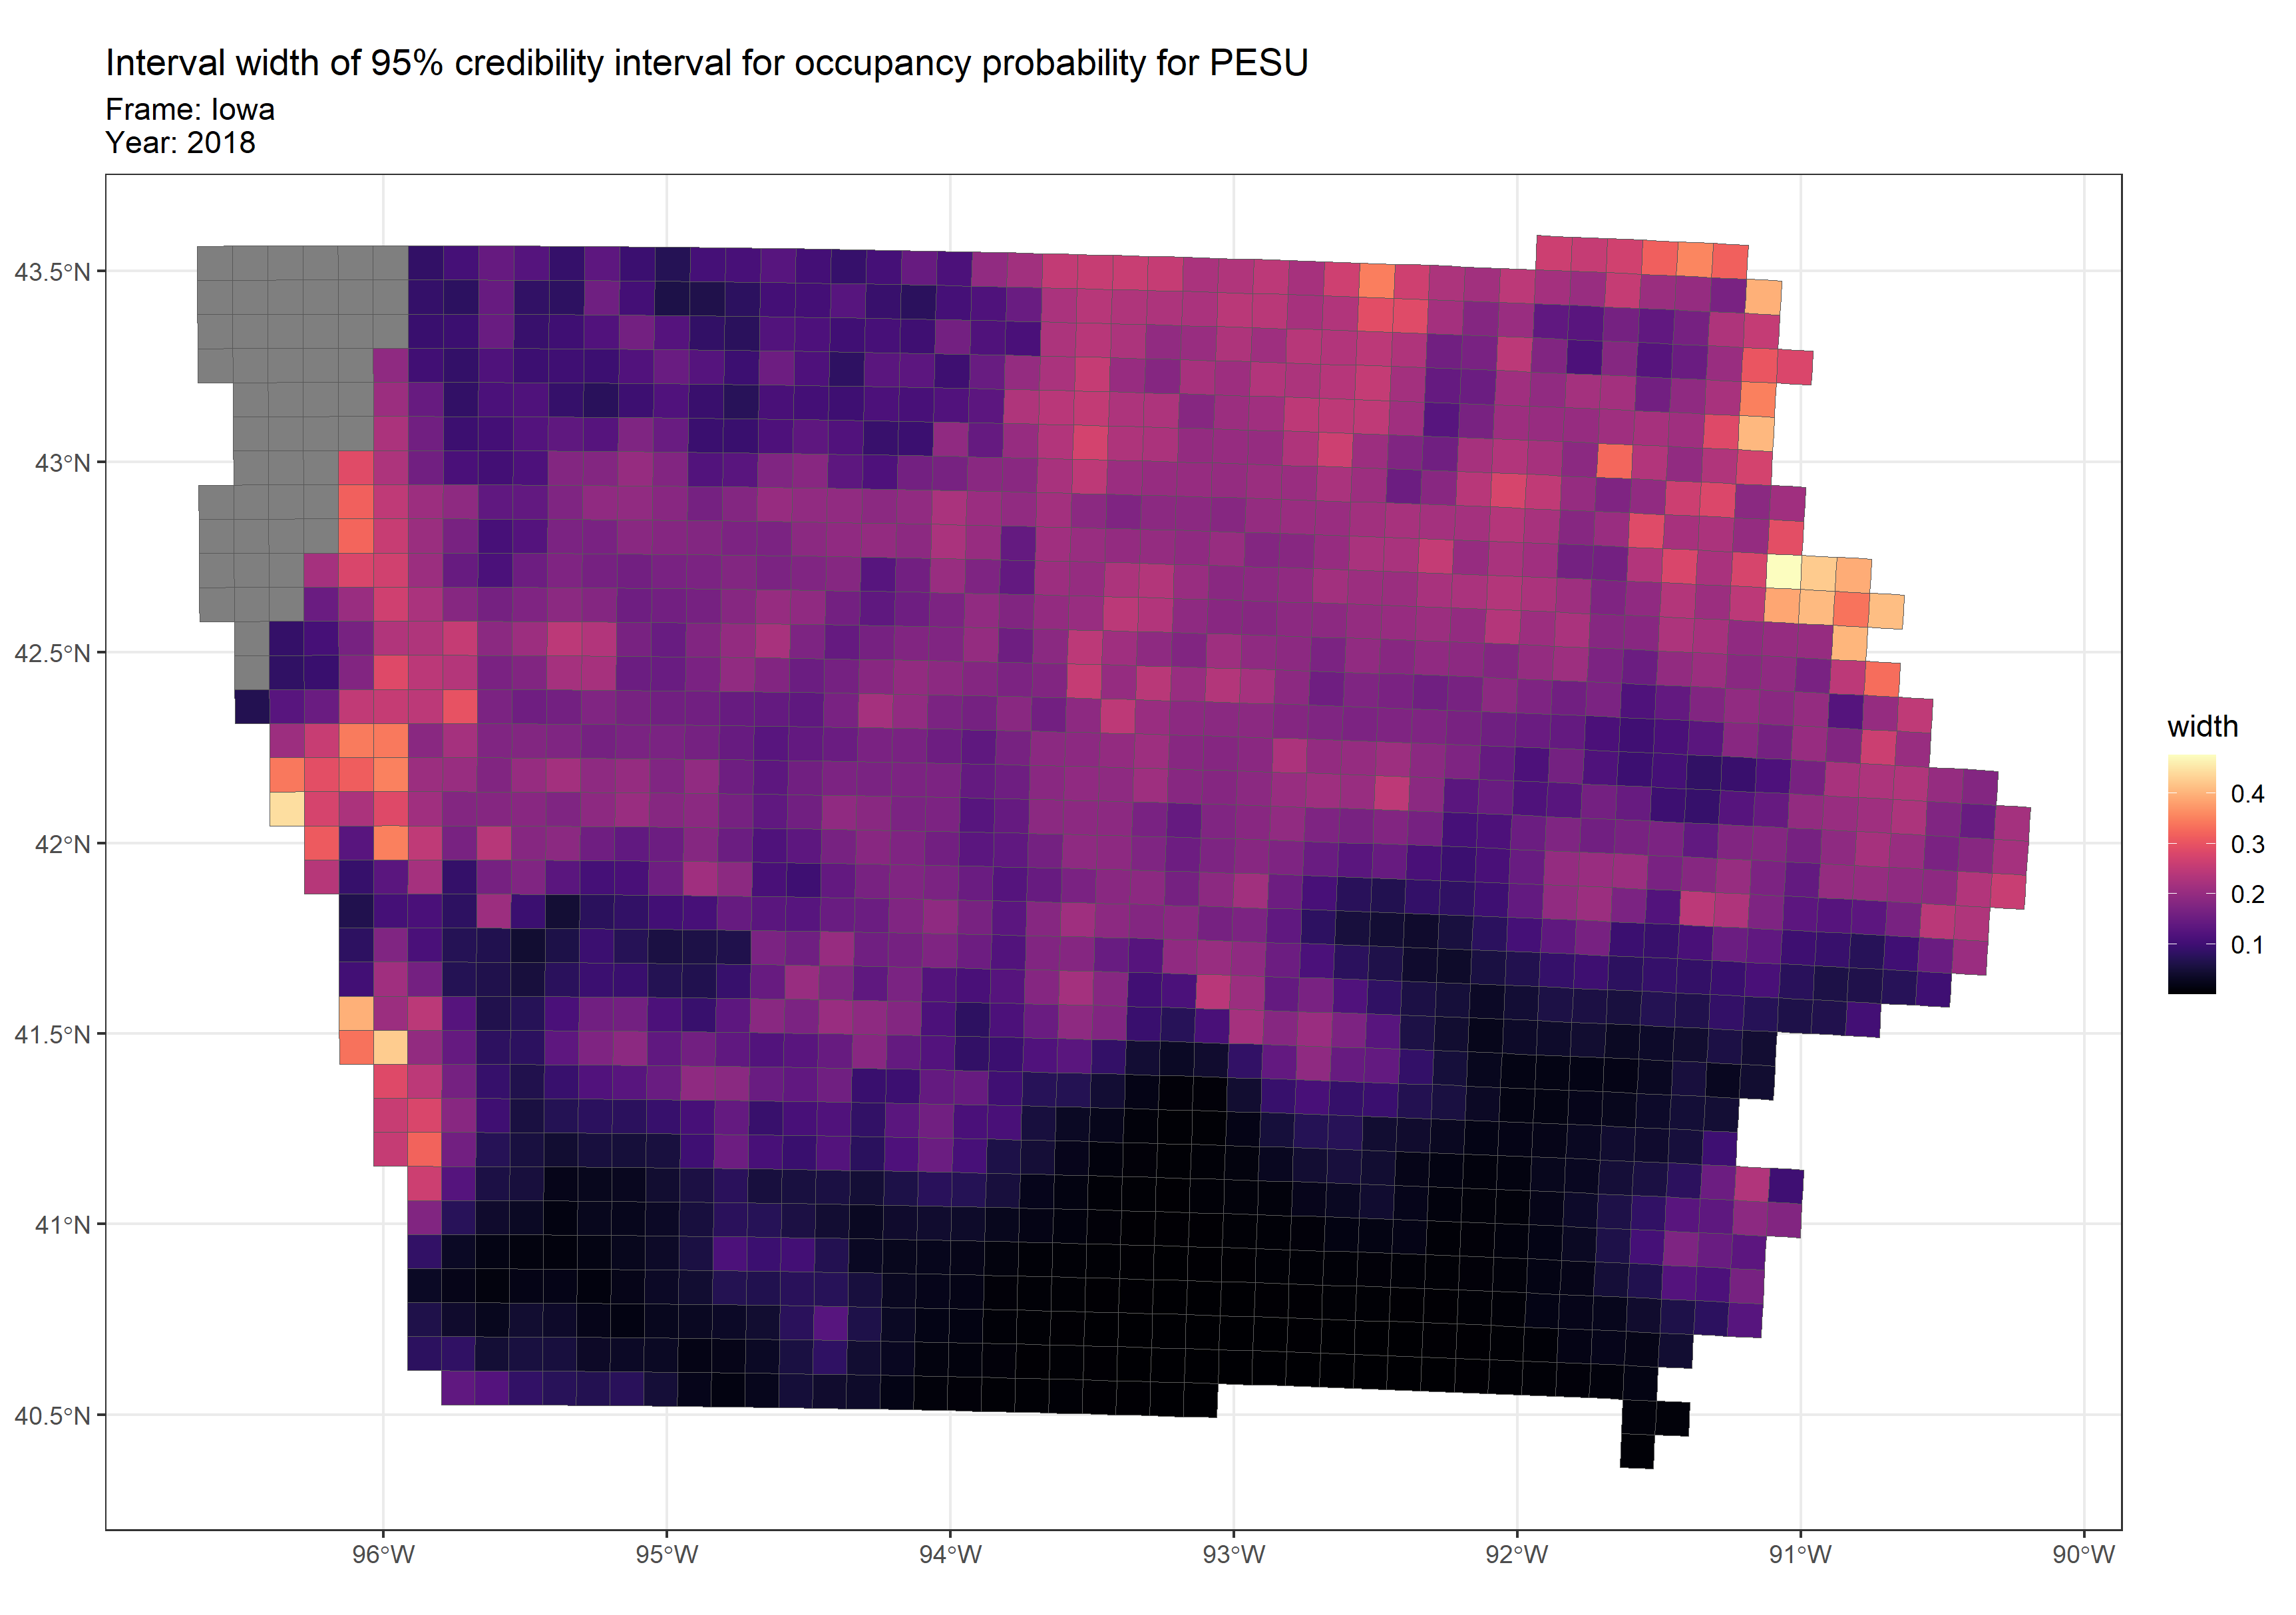 Interval width of 95% credibility interval for occupancy probability for PESU
Frame: Iowa
Year: 2018
43.5°N
43°N
42.5°N
42°N
41.5°N
41°N
40.5°N
96°W
95°W
94°W
93°W
92°W
91°W
90°W
width
0.4
0.3
0.2
0.1